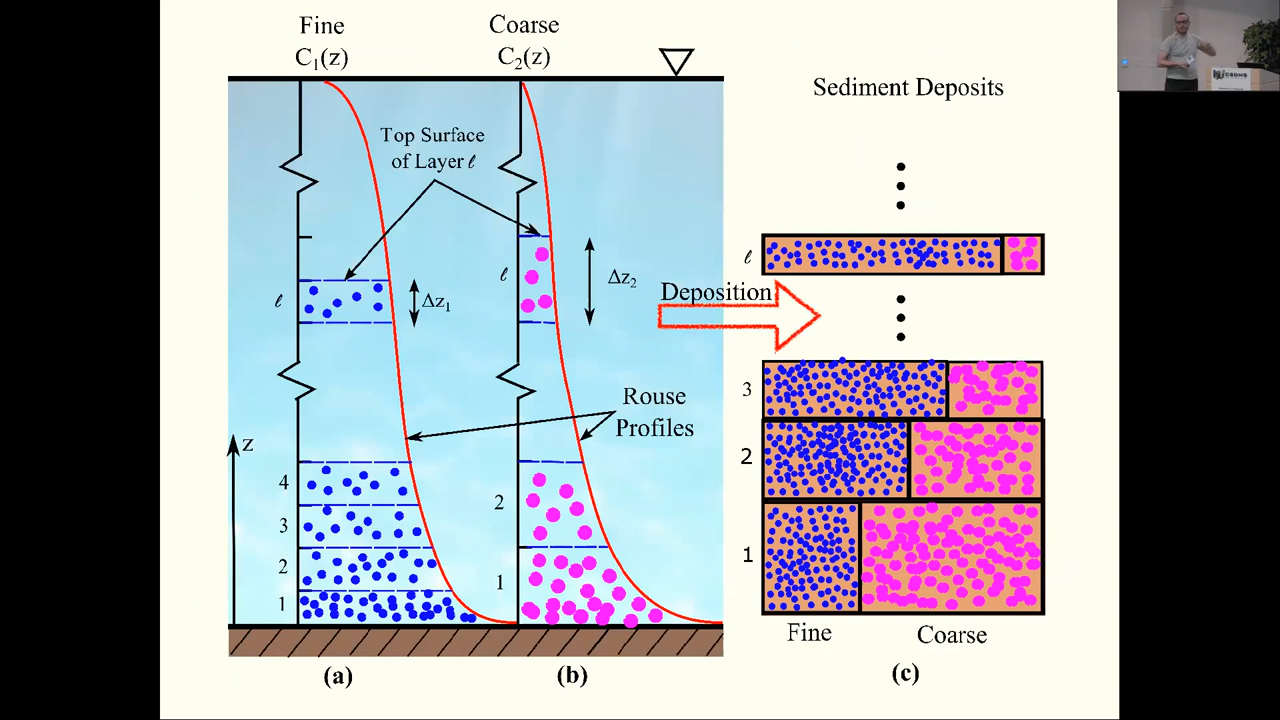 Fine
C₁(z)
Coarse
C₂(z)
Top Surface
of Layer ℓ
ℓ
Δz₁
ℓ
Δz₂
Rouse
Profiles
z
4
3
2
1
2
1
(a)
(b)
Sediment Deposits
Deposition
ℓ
3
2
1
Fine
Coarse
(c)
CSDMS